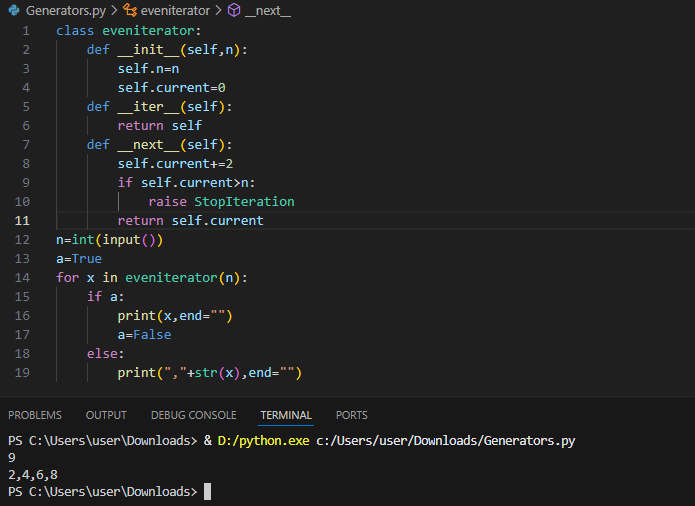 Generators.py > eveniterator > __next__
1 class eveniterator:
2     def __init__(self,n):
3         self.n=n
4         self.current=0
5     def __iter__(self):
6         return self
7     def __next__(self):
8         self.current+=2
9         if self.current>n:
10             raise StopIteration
11         return self.current
12 n=int(input())
13 a=True
14 for x in eveniterator(n):
15     if a:
16         print(x,end="")
17         a=False
18     else:
19         print(","+str(x),end="")
PROBLEMS OUTPUT DEBUG CONSOLE TERMINAL PORTS
PS C:\Users\user\Downloads> & D:/python.exe c:/Users/user/Downloads/Generators.py
9
2,4,6,8
PS C:\Users\user\Downloads>